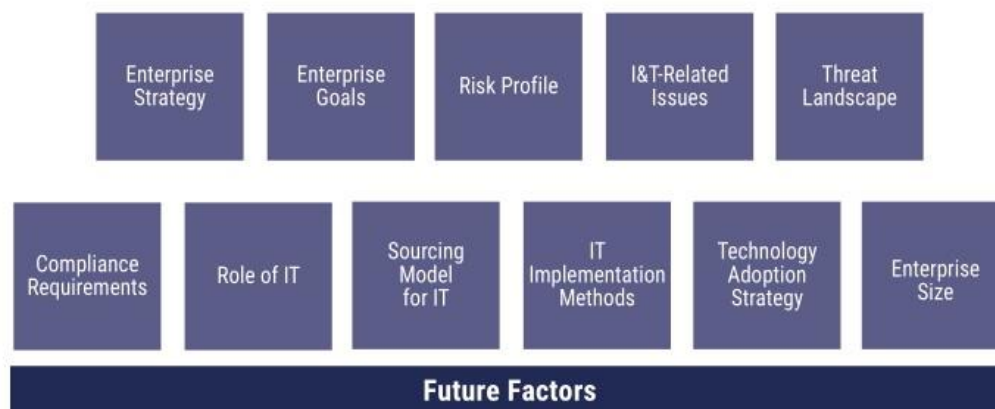 Enterprise
Strategy
Enterprise
Goals
Risk Profile
I&T-Related
Issues
Threat
Landscape
Compliance
Requirements
Role of IT
Sourcing
Model
for IT
IT
Implementation
Methods
Technology
Adoption
Strategy
Enterprise
Size
Future Factors